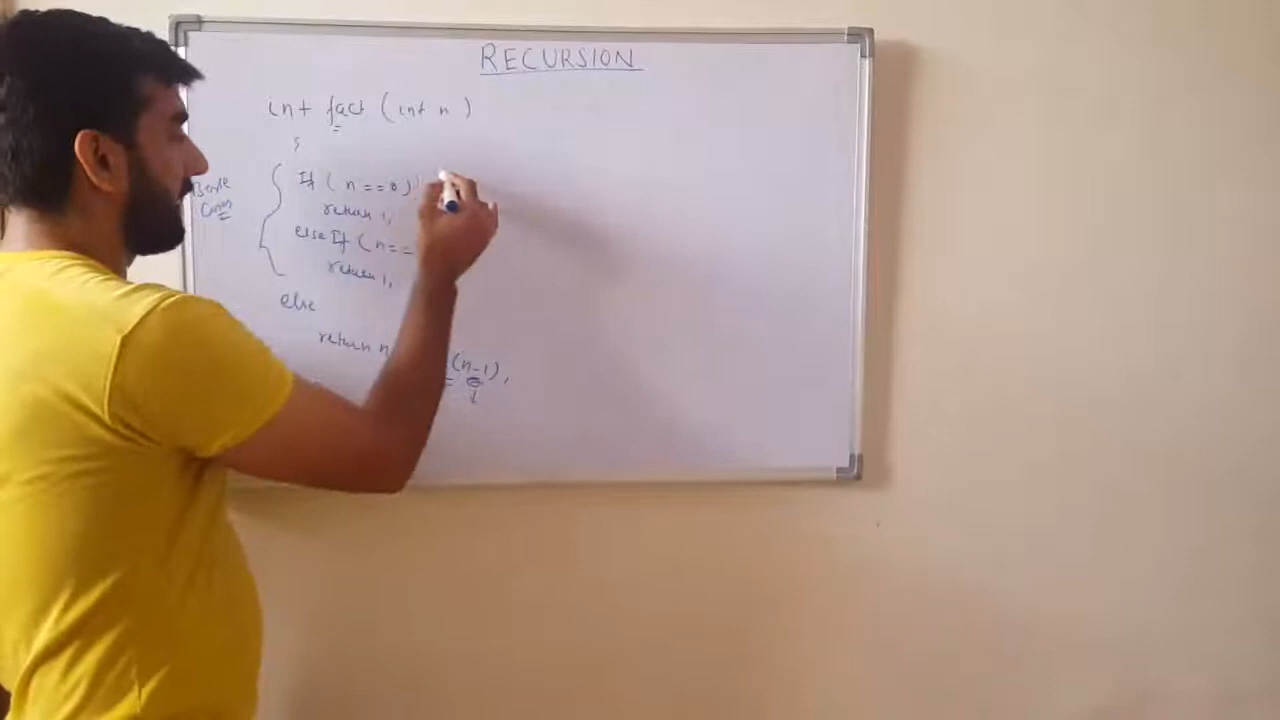 RECURSION
int fact (int n)
{
Base
Cases
If (n==0)
return 1,
else If (n==
return 1,
else
return n
(n-1),